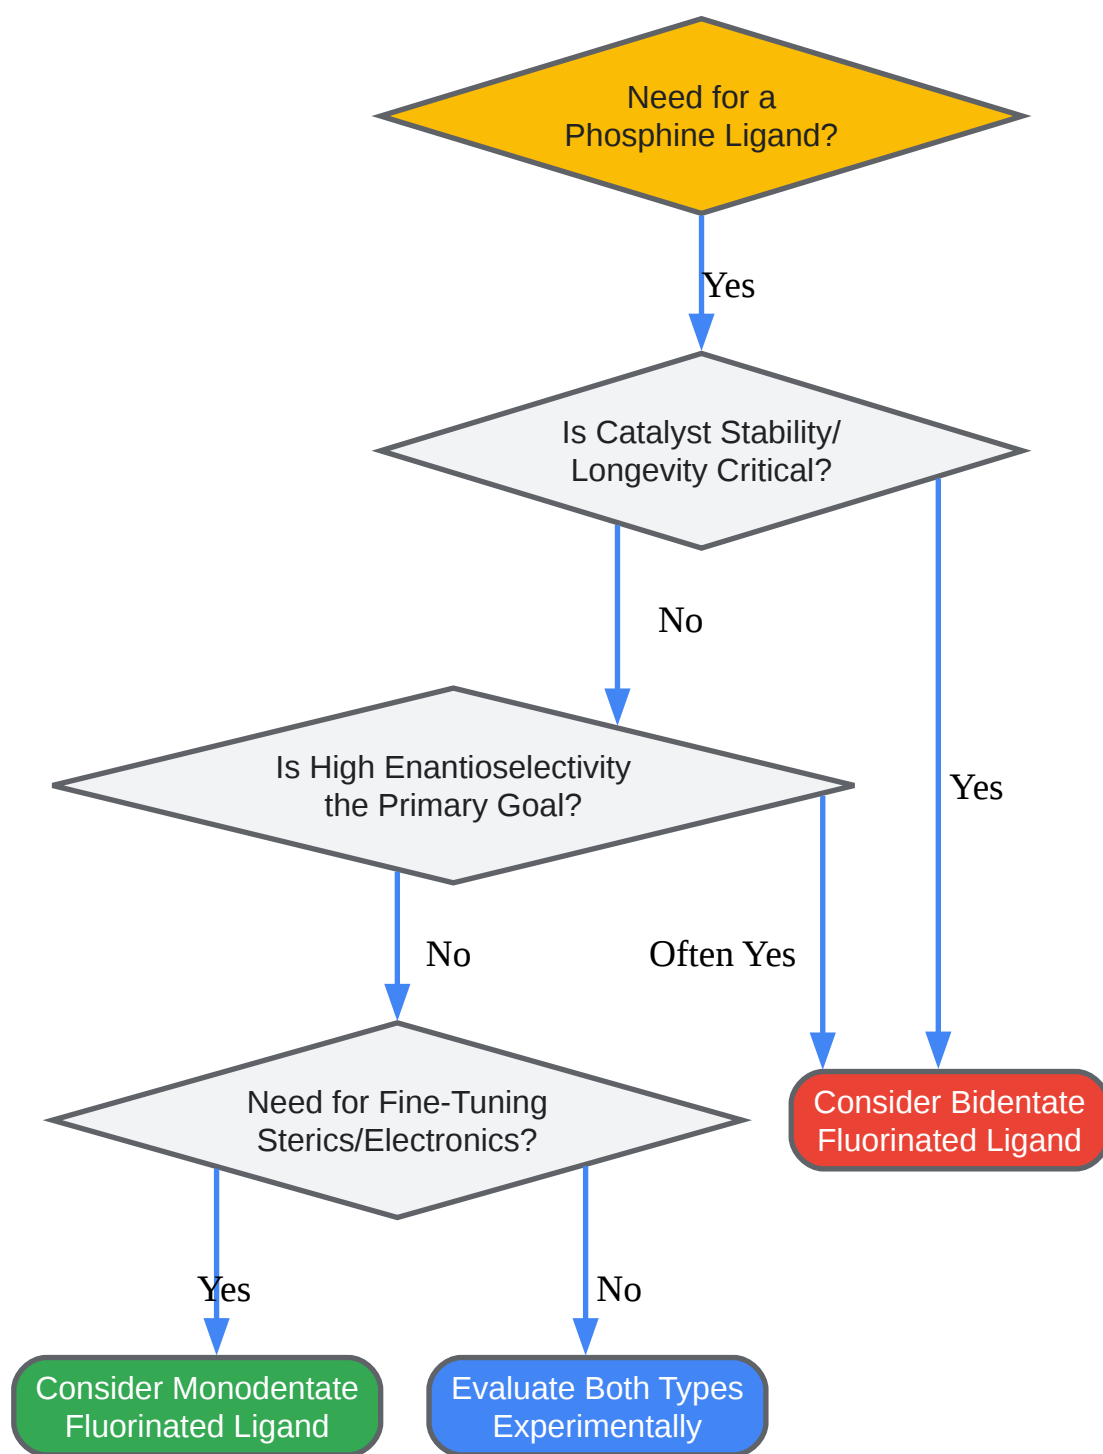 Need for a
Phosphine Ligand?
Yes
Is Catalyst Stability/
Longevity Critical?
No
Is High Enantioselectivity
the Primary Goal?
Yes
No
Often Yes
Need for Fine-Tuning
Sterics/Electronics?
Consider Bidentate
Fluorinated Ligand
Yes
No
Consider Monodentate
Fluorinated Ligand
Evaluate Both Types
Experimentally